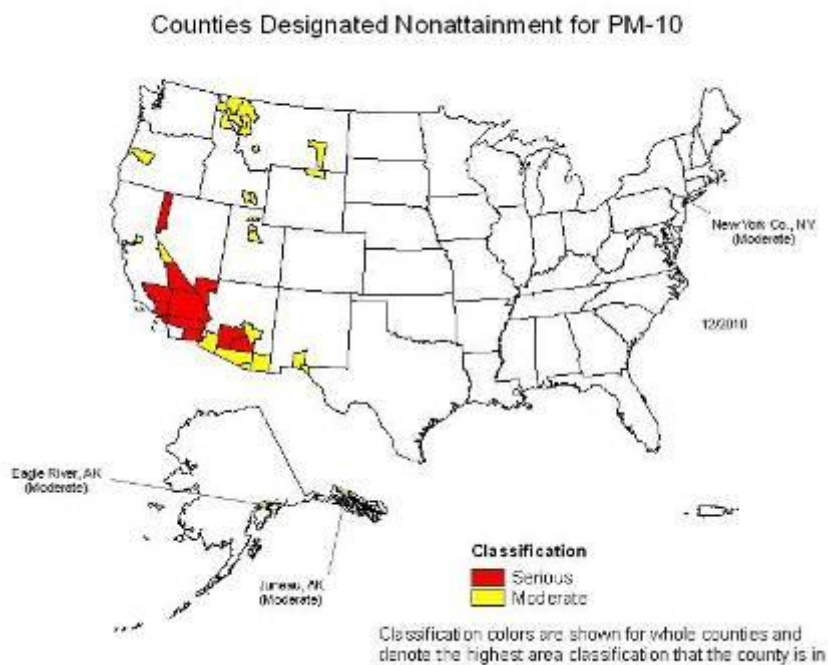 Counties Designated Nonattainment for PM-10
New York Co., NY
(Moderate)
12/2010
Eagle River, AK
(Moderate)
Juneau, AK
(Moderate)
Classification
Serious
Moderate
Classification colors are shown for whole counties and
denote the highest area classification that the county is in